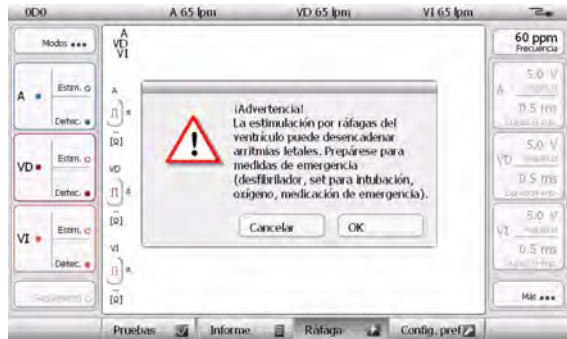 0D0 A 65 lpm VD 65 lpm VI 65 lpm
Modos
A
VD
VI
60 ppm
Frecuencia
A Estim.
Detec.
A
[Ω]
5.0 V
A
0.5 ms
¡Advertencia!
La estimulación por ráfagas del
ventrículo puede desencadenar
arritmias letales. Prepárese para
medidas de emergencia
(desfibrilador, set para intubación,
oxígeno, medicación de emergencia).
Cancelar OK
VD Estim.
Detec.
VD
[Ω]
5.0 V
VD
0.5 ms
VI Estim.
Detec.
VI
[Ω]
5.0 V
VI
0.5 ms
Más
Pruebas Informe Ráfaga Config. pref